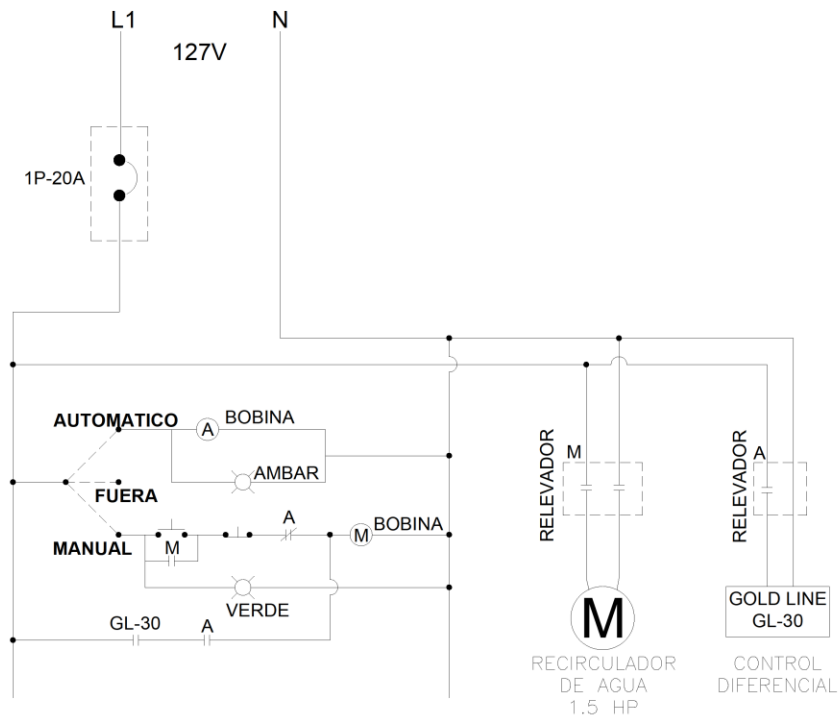 L1
N
127V
1P-20A
AUTOMATICO
A
BOBINA
AMBAR
FUERA
MANUAL
M
A
M
BOBINA
VERDE
GL-30
A
RELEVADOR
M
RELEVADOR
A
M
RECIRCULADOR
DE AGUA
1.5 HP
GOLD LINE
GL-30
CONTROL
DIFERENCIAL